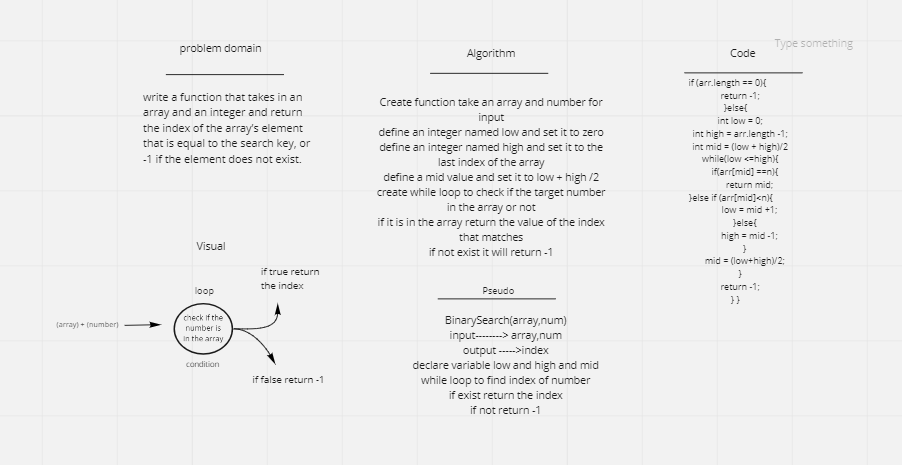 problem domain
write a function that takes in an
array and an integer and return
the index of the array's element
that is equal to the search key, or
-1 if the element does not exist.
Visual
if true return
the index
loop
(array) + (number)
check if the
number is
in the array
condition
if false return -1
Algorithm
Create function take an array and number for
input
define an integer named low and set it to zero
define an integer named high and set it to the
last index of the array
define a mid value and set it to low + high /2
create while loop to check if the target number
in the array or not
if it is in the array return the value of the index
that matches
if not exist it will return -1
Pseudo
BinarySearch(array,num)
input--------> array,num
output ----->index
declare variable low and high and mid
while loop to find index of number
if exist return the index
if not return -1
Type something
Code
if (arr.length == 0){
return -1;
}else{
int low = 0;
int high = arr.length -1;
int mid = (low + high)/2
while(low <=high){
if(arr[mid] ==n){
return mid;
}else if (arr[mid]<n){
low = mid +1;
}else{
high = mid -1;
}
mid = (low+high)/2;
}
return -1;
} }